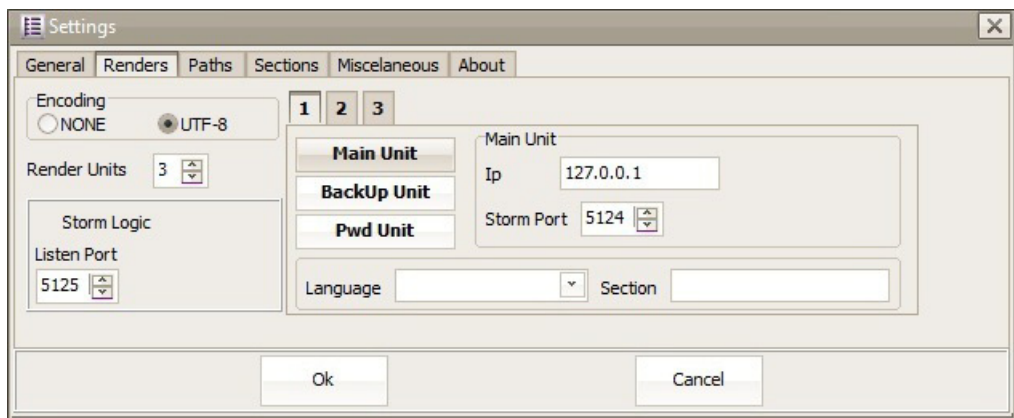 Settings
General Renders Paths Sections Miscelaneous About
Encoding
NONE UTF-8
Render Units 3
Storm Logic
Listen Port
5125
1 2 3
Main Unit
BackUp Unit
Pwd Unit
Main Unit
Ip 127.0.0.1
Storm Port 5124
Language Section
Ok Cancel